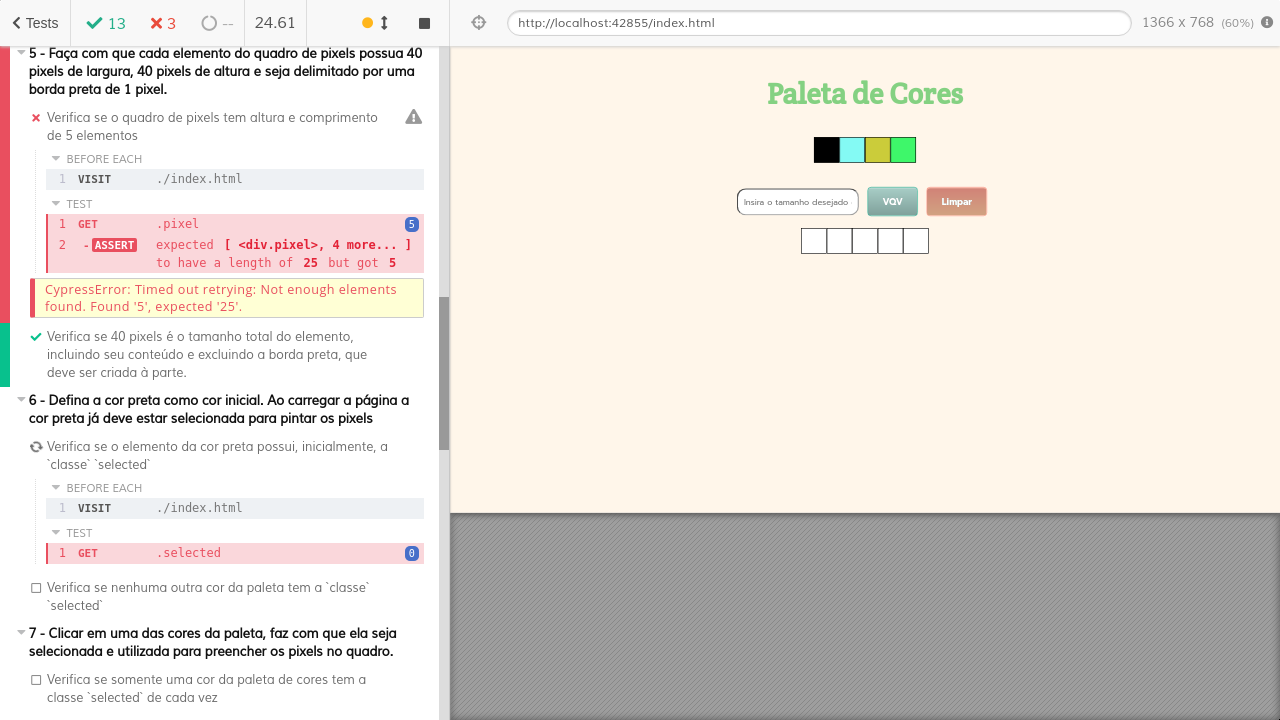 Tests
13
3
--
24.61
http://localhost:42855/index.html
1366 x 768 (60%)
5 - Faça com que cada elemento do quadro de pixels possua 40
pixels de largura, 40 pixels de altura e seja delimitado por uma
borda preta de 1 pixel.
Verifica se o quadro de pixels tem altura e comprimento
de 5 elementos
BEFORE EACH
1 VISIT ./index.html
TEST
1 GET .pixel 5
2 -ASSERT expected [ <div.pixel>, 4 more... ]
to have a length of 25 but got 5
CypressError: Timed out retrying: Not enough elements
found. Found '5', expected '25'.
Verifica se 40 pixels é o tamanho total do elemento,
incluindo seu conteúdo e excluindo a borda preta, que
deve ser criada à parte.
6 - Defina a cor preta como cor inicial. Ao carregar a página a
cor preta já deve estar selecionada para pintar os pixels
Verifica se o elemento da cor preta possui, inicialmente, a
`classe` `selected`
BEFORE EACH
1 VISIT ./index.html
TEST
1 GET .selected 0
Verifica se nenhuma outra cor da paleta tem a `classe`
`selected`
7 - Clicar em uma das cores da paleta, faz com que ela seja
selecionada e utilizada para preencher os pixels no quadro.
Verifica se somente uma cor da paleta de cores tem a
classe `selected` de cada vez
Paleta de Cores
Insira o tamanho desejado
VQV
Limpar